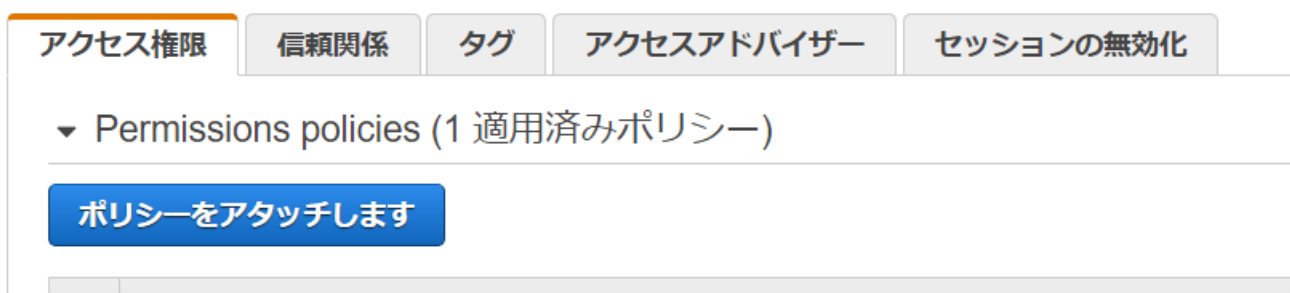 アクセス権限 信頼関係 タグ アクセスアドバイザー セッションの無効化
Permissions policies (1 適用済みポリシー)
ポリシーをアタッチします